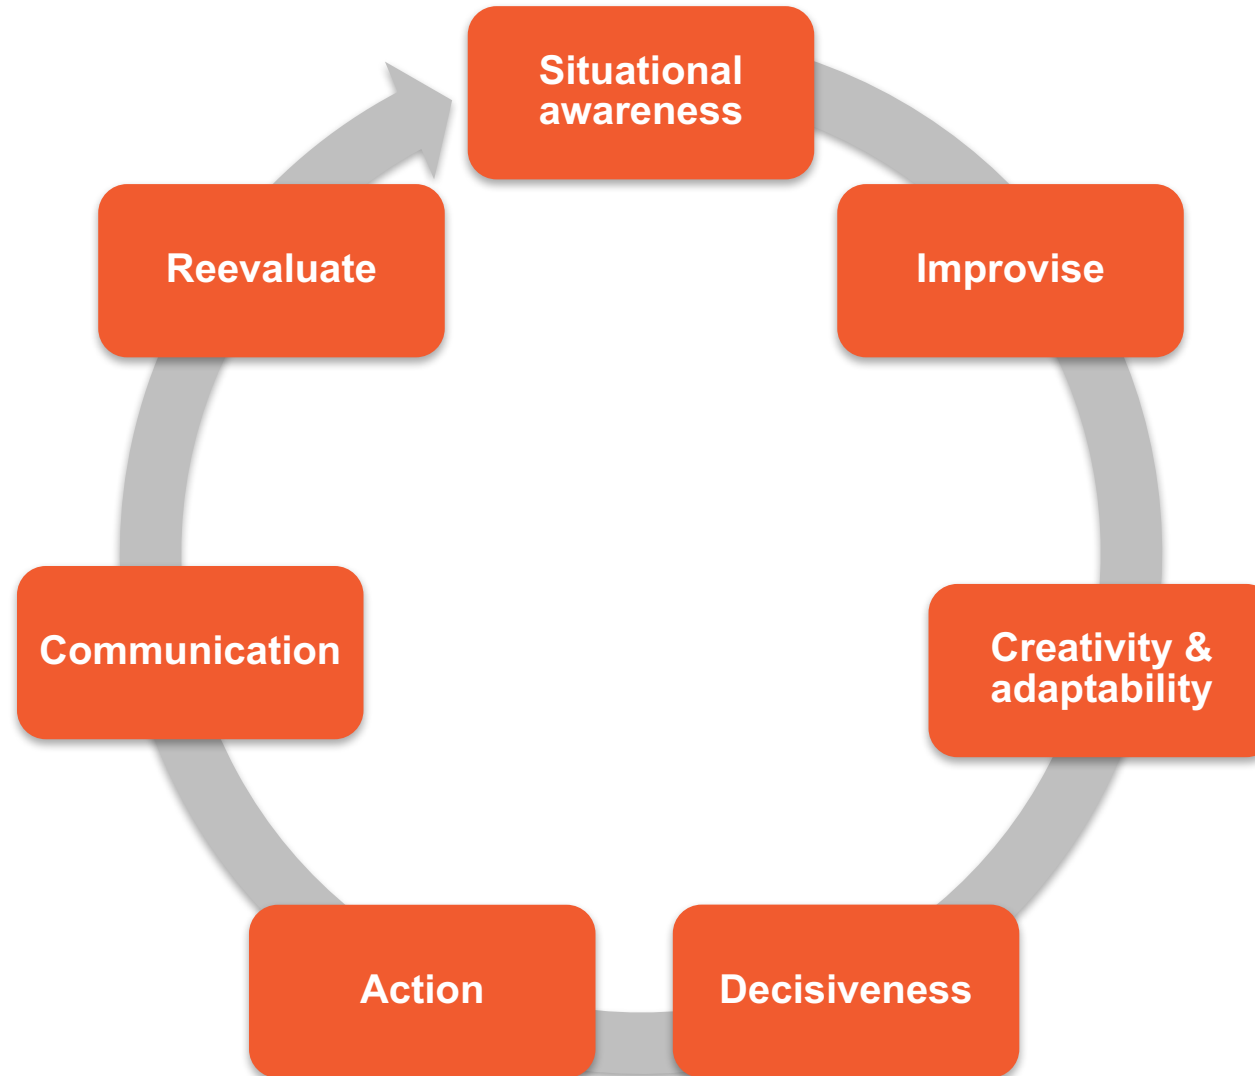 Situational
awareness
Improvise
Creativity &
adaptability
Decisiveness
Action
Communication
Reevaluate